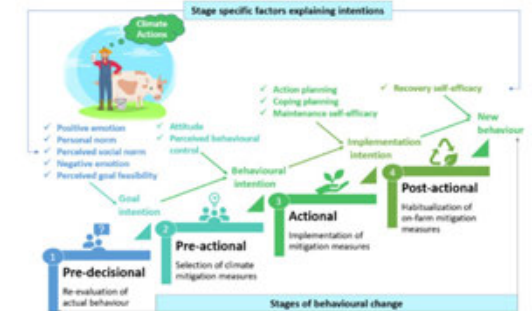 Stage specific factors explaining intentions
Climate
Actions
✓ Positive emotion
✓ Personal norm
✓ Perceived social norm
✓ Negative emotion
✓ Perceived goal feasibility
✓ Attitude
✓ Perceived behavioural
control
✓ Action planning
✓ Coping planning
✓ Maintenance self-efficacy
✓ Recovery self-efficacy
Goal
intention
Behavioural
intention
Implementation
intention
New
behaviour
1
Pre-decisional
Re-evaluation of
actual behaviour
2
Pre-actional
Selection of climate
mitigation measures
3
Actional
Implementation of
mitigation measures
4
Post-actional
Habitualization of
on-farm mitigation
measures
Stages of behavioural change